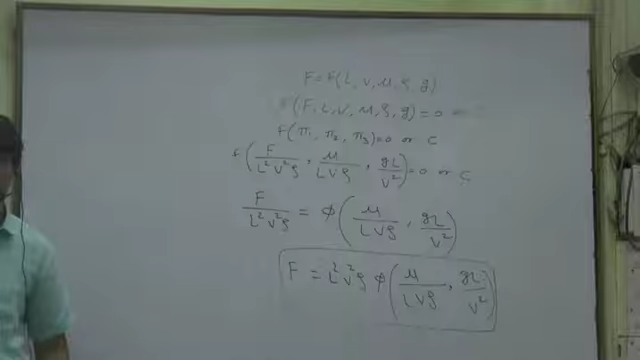 F = f(L, V, μ, ρ, g)
f(F, L, V, μ, ρ, g) = 0 or
f(π₁, π₂, π₃) = 0 or C
f(F/L²V²ρ, μ/LVρ, gL/V²) = 0 or C
F/L²V²ρ = φ(μ/LVρ, gL/V²)
F = L²V²ρ φ(μ/LVρ, gL/V²)